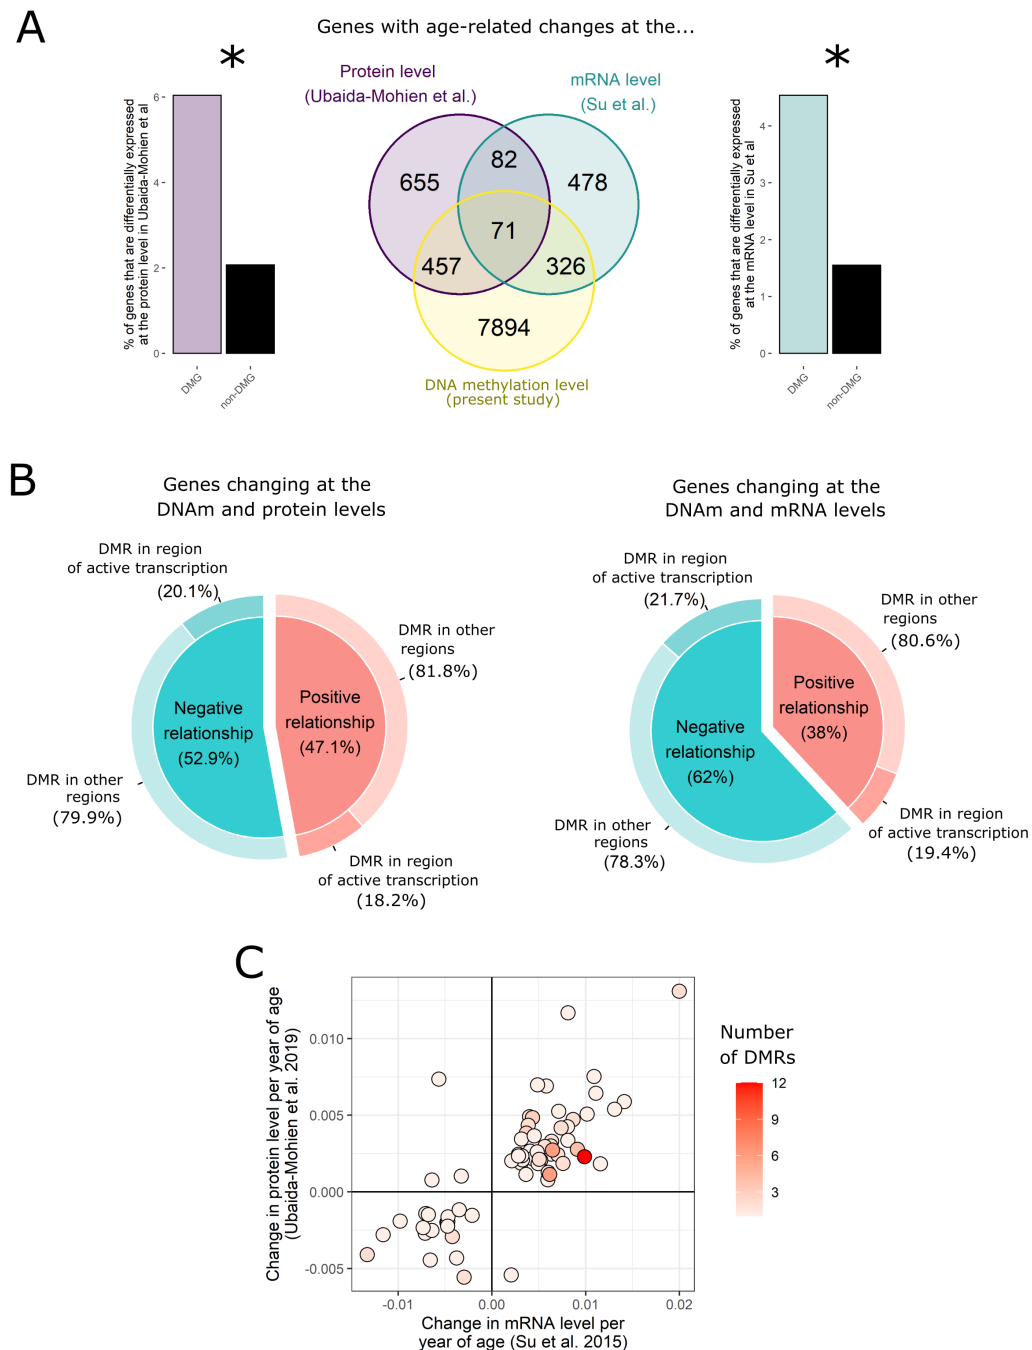 A
Genes with age-related changes at the...
*
*
Protein level
(Ubaida-Mohien et al.)
mRNA level
(Su et al.)
% of genes that are differentially expressed
at the protein level in Ubaida-Mohien et al
6
4
2
0
DMG
non-DMG
82
655
478
71
457
326
7894
DNA methylation level
(present study)
% of genes that are differentially expressed
at the mRNA level in Su et al
4
3
2
1
0
DMG
non-DMG
B
Genes changing at the
DNAm and protein levels
DMR in region
of active transcription
(20.1%)
DMR in other
regions
(81.8%)
Negative
relationship
(52.9%)
Positive
relationship
(47.1%)
DMR in other
regions
(79.9%)
DMR in region
of active transcription
(18.2%)
Genes changing at the
DNAm and mRNA levels
DMR in region
of active transcription
(21.7%)
DMR in other
regions
(80.6%)
Positive
relationship
(38%)
Negative
relationship
(62%)
DMR in other
regions
(78.3%)
DMR in region
of active transcription
(19.4%)
C
Change in protein level per year of age
(Ubaida-Mohien et al. 2019)
0.010
0.005
0.000
-0.005
-0.01
0.00
0.01
0.02
Change in mRNA level per
year of age (Su et al. 2015)
Number
of DMRs
12
9
6
3